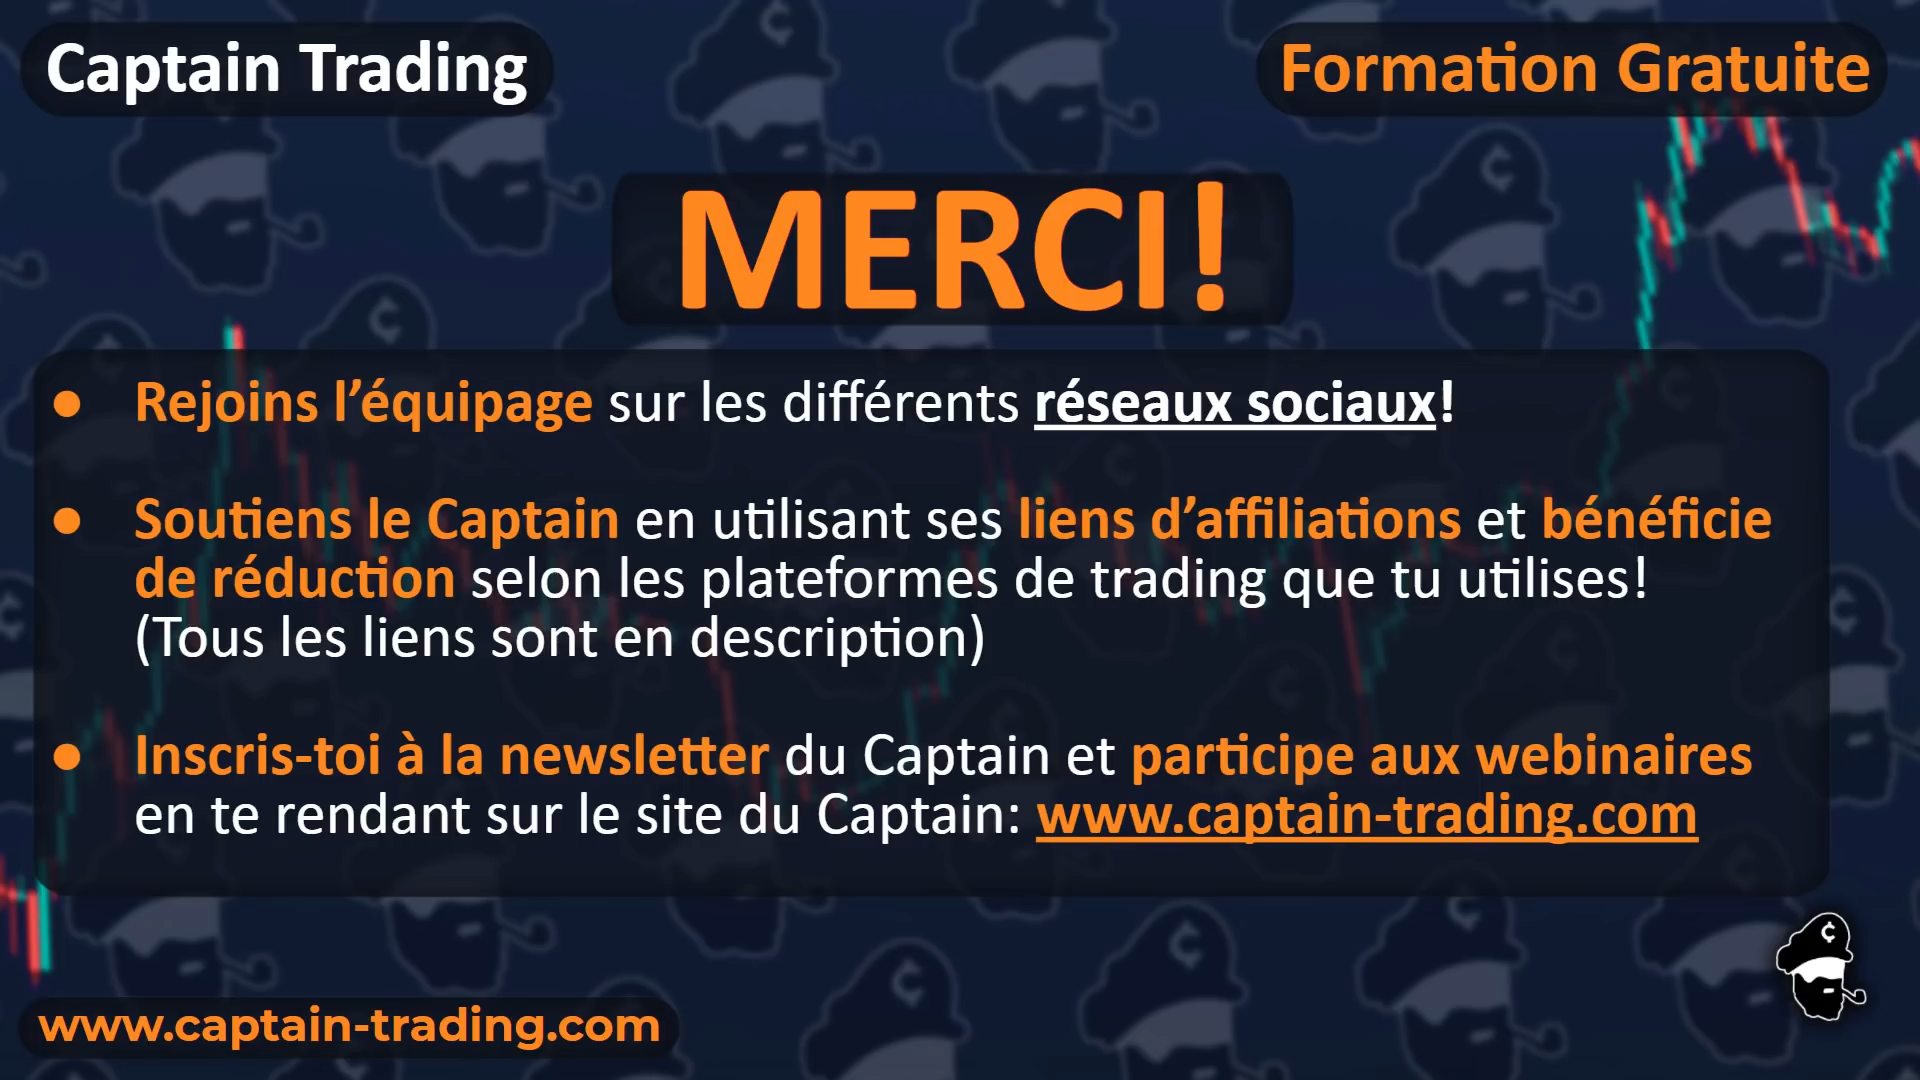 Captain Trading
Formation Gratuite
MERCI!
● Rejoins l’équipage sur les différents réseaux sociaux!
● Soutiens le Captain en utilisant ses liens d’affiliations et bénéficie
de réduction selon les plateformes de trading que tu utilises!
(Tous les liens sont en description)
● Inscris-toi à la newsletter du Captain et participe aux webinaires
en te rendant sur le site du Captain: www.captain-trading.com
www.captain-trading.com